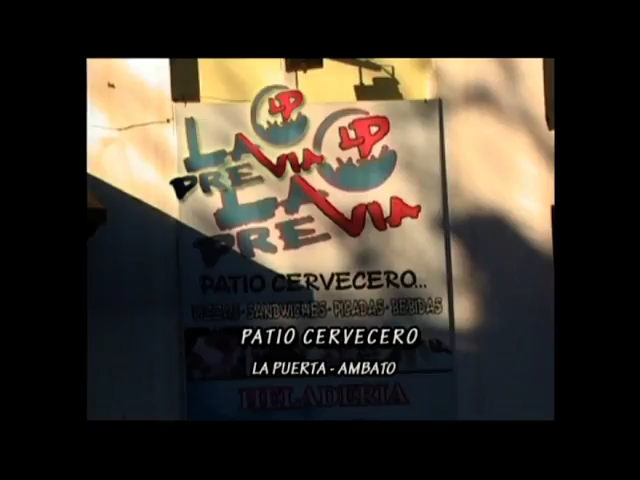 LP
LA
PREVIA
LP
LA
PREVIA
PATIO CERVECERO...
SANDWICHES - PICADAS - BEBIDAS
PATIO CERVECERO
LA PUERTA - AMBATO
HELADERIA